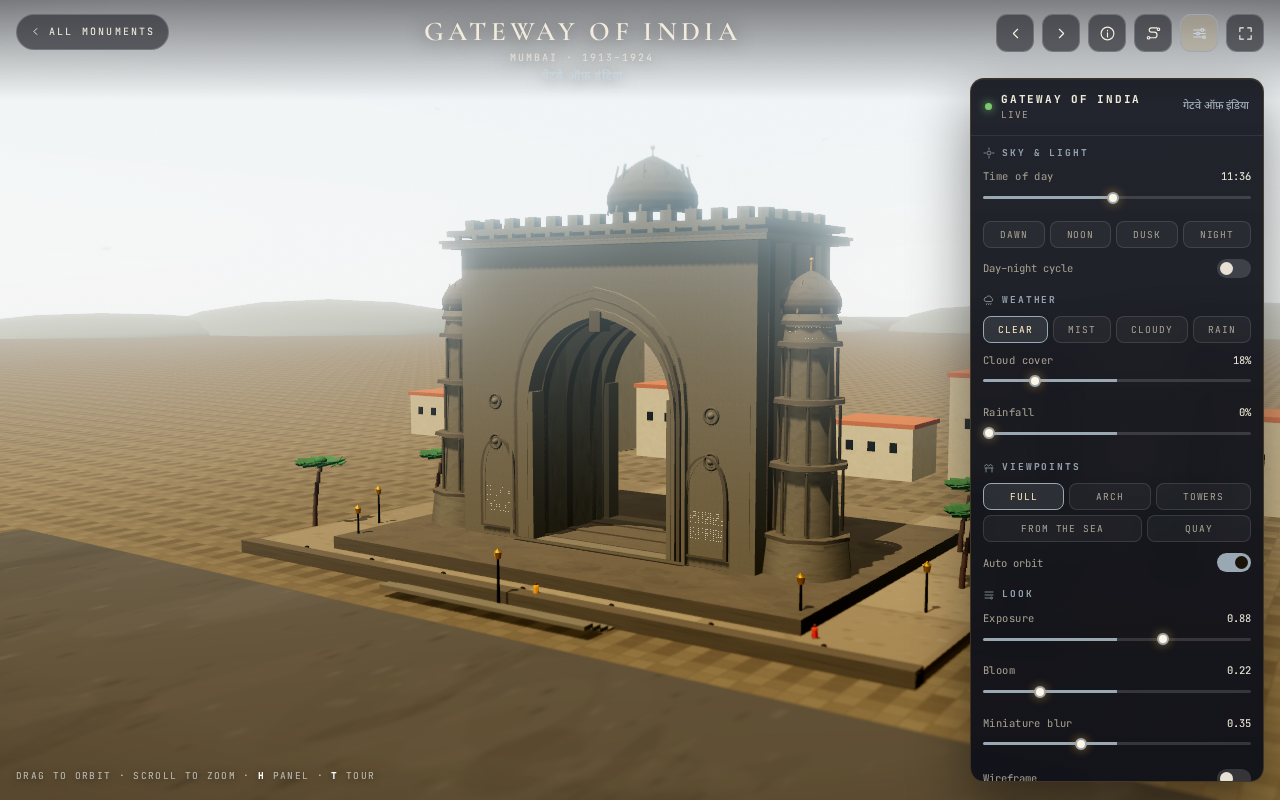 ALL MONUMENTS
GATEWAY OF INDIA
MUMBAI · 1913–1924
गेटवे ऑफ़ इंडिया
GATEWAY OF INDIA
LIVE
गेटवे ऑफ़ इंडिया
SKY & LIGHT
Time of day 11:36
DAWN NOON DUSK NIGHT
Day-night cycle
WEATHER
CLEAR MIST CLOUDY RAIN
Cloud cover 18%
Rainfall 0%
VIEWPOINTS
FULL ARCH TOWERS
FROM THE SEA QUAY
Auto orbit
LOOK
Exposure 0.88
Bloom 0.22
Miniature blur 0.35
Wireframe
DRAG TO ORBIT · SCROLL TO ZOOM · H PANEL · T TOUR